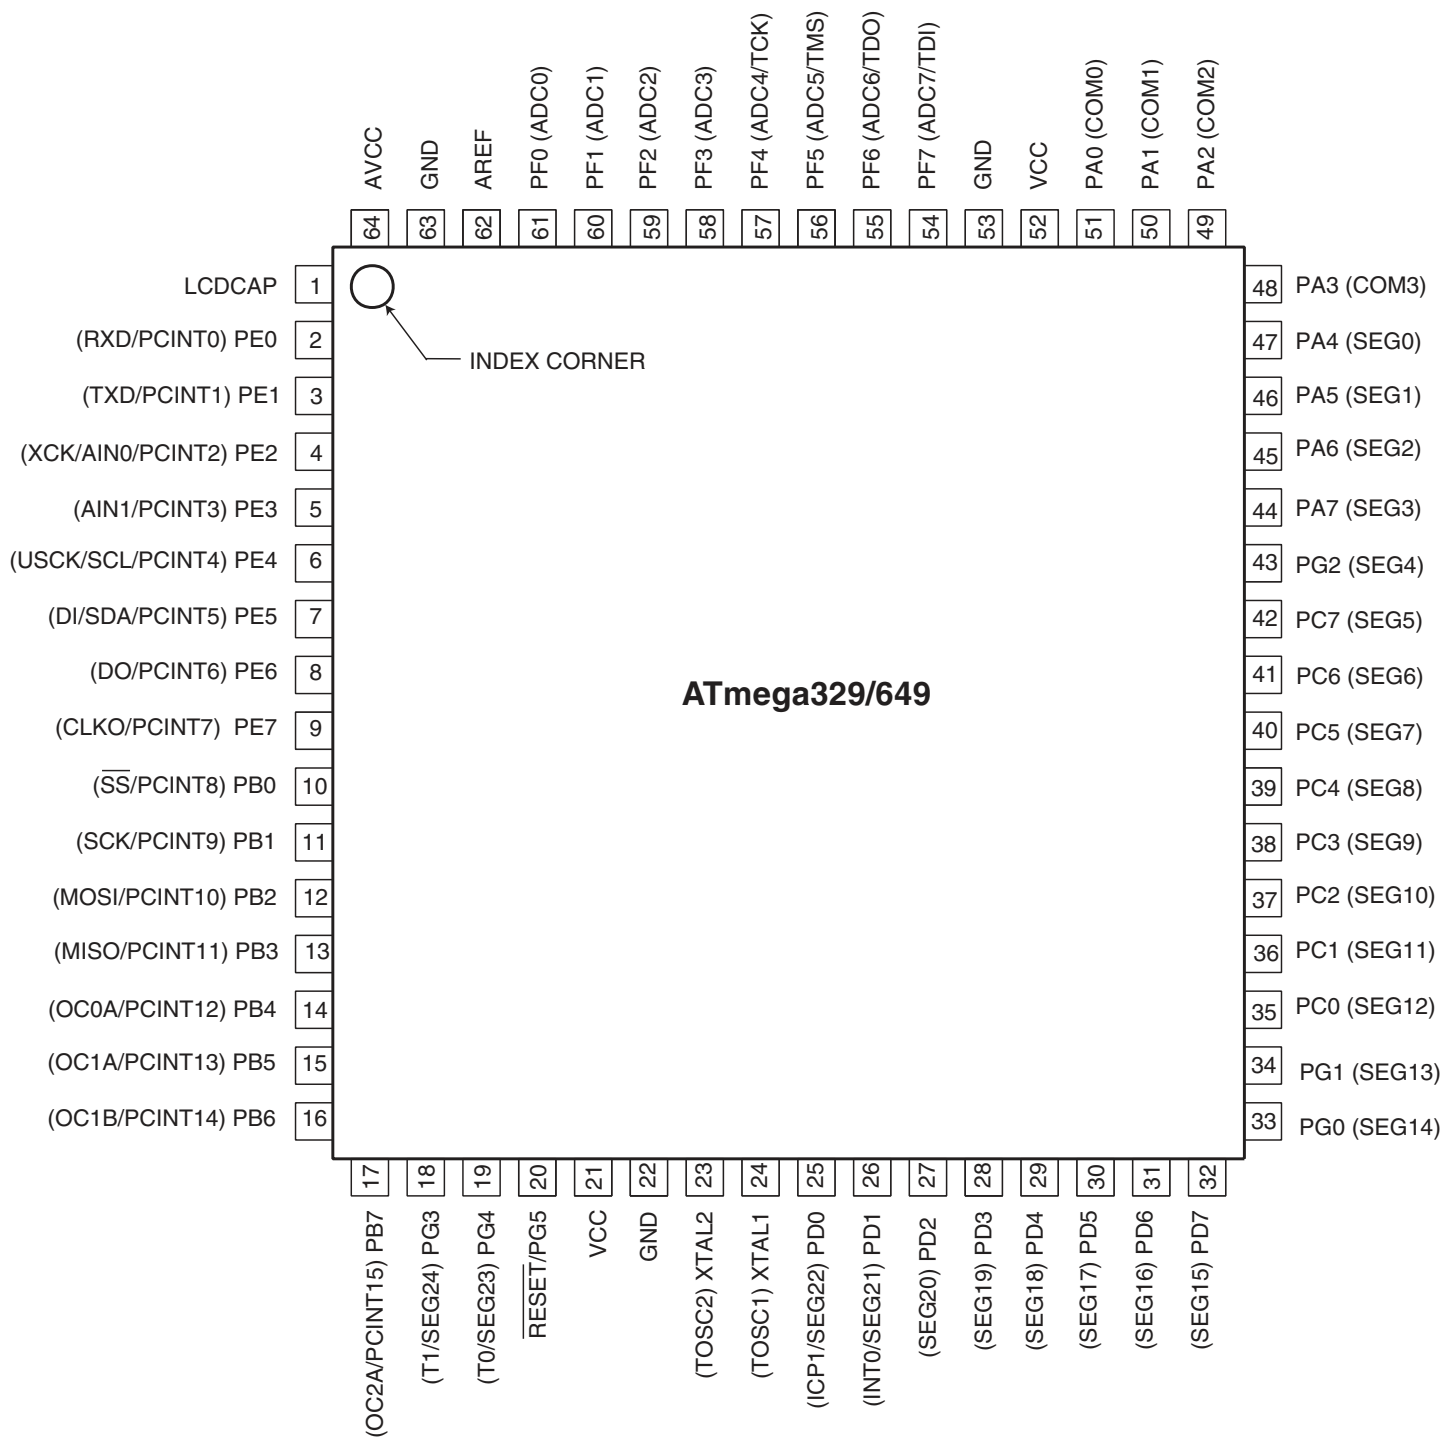 AVCC
GND
AREF
PF0 (ADC0)
PF1 (ADC1)
PF2 (ADC2)
PF3 (ADC3)
PF4 (ADC4/TCK)
PF5 (ADC5/TMS)
PF6 (ADC6/TDO)
PF7 (ADC7/TDI)
GND
VCC
PA0 (COM0)
PA1 (COM1)
PA2 (COM2)
64
63
62
61
60
59
58
57
56
55
54
53
52
51
50
49
LCDCAP 1
(RXD/PCINT0) PE0 2
(TXD/PCINT1) PE1 3
(XCK/AIN0/PCINT2) PE2 4
(AIN1/PCINT3) PE3 5
(USCK/SCL/PCINT4) PE4 6
(DI/SDA/PCINT5) PE5 7
(DO/PCINT6) PE6 8
(CLKO/PCINT7) PE7 9
(SS/PCINT8) PB0 10
(SCK/PCINT9) PB1 11
(MOSI/PCINT10) PB2 12
(MISO/PCINT11) PB3 13
(OC0A/PCINT12) PB4 14
(OC1A/PCINT13) PB5 15
(OC1B/PCINT14) PB6 16
INDEX CORNER
ATmega329/649
48 PA3 (COM3)
47 PA4 (SEG0)
46 PA5 (SEG1)
45 PA6 (SEG2)
44 PA7 (SEG3)
43 PG2 (SEG4)
42 PC7 (SEG5)
41 PC6 (SEG6)
40 PC5 (SEG7)
39 PC4 (SEG8)
38 PC3 (SEG9)
37 PC2 (SEG10)
36 PC1 (SEG11)
35 PC0 (SEG12)
34 PG1 (SEG13)
33 PG0 (SEG14)
17
18
19
20
21
22
23
24
25
26
27
28
29
30
31
32
(OC2A/PCINT15) PB7
(T1/SEG24) PG3
(T0/SEG23) PG4
RESET/PG5
VCC
GND
(TOSC2) XTAL2
(TOSC1) XTAL1
(ICP1/SEG22) PD0
(INT0/SEG21) PD1
(SEG20) PD2
(SEG19) PD3
(SEG18) PD4
(SEG17) PD5
(SEG16) PD6
(SEG15) PD7